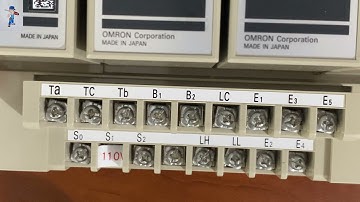 OMRON Corporation
MADE IN JAPAN
MADE IN JAPAN
OMRON Corporation
MADE IN JAPAN
Ta TC Tb B1 B2 LC E1 E3 E5
S0 S1 S2 LH LL E2 E4
110V